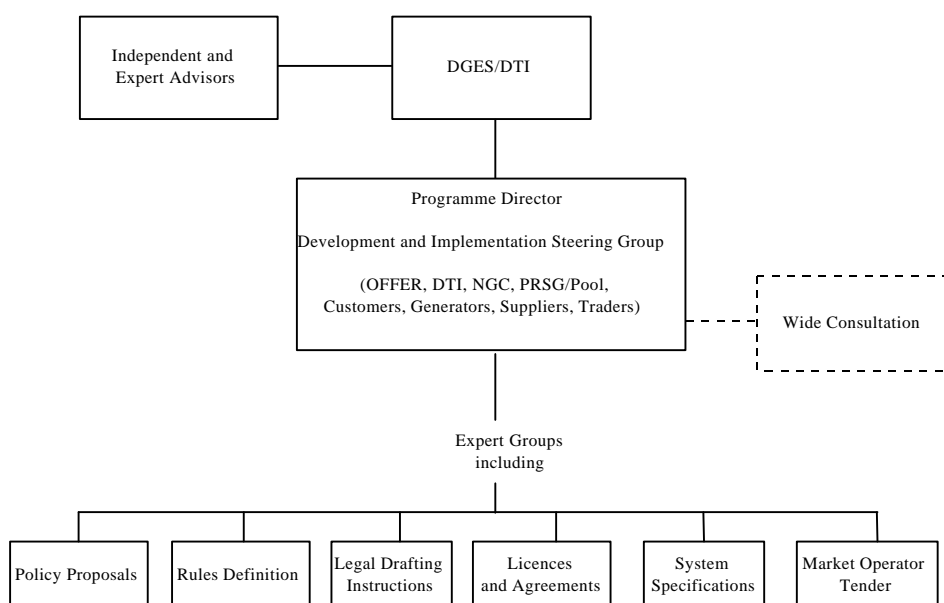 Independent and
Expert Advisors
DGES/DTI
Programme Director
Development and Implementation Steering Group
(OFFER, DTI, NGC, PRSG/Pool,
Customers, Generators, Suppliers, Traders)
Wide Consultation
Expert Groups
including
Policy Proposals
Rules Definition
Legal Drafting
Instructions
Licences
and Agreements
System
Specifications
Market Operator
Tender